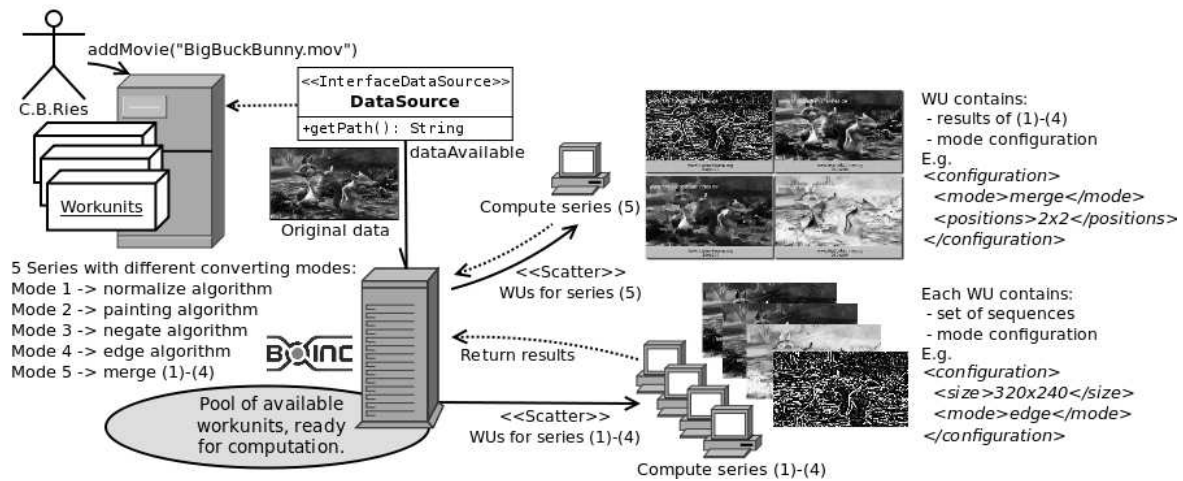 addMovie("BigBuckBunny.mov")
C.B.Ries
Workunits
<<InterfaceDataSource>>
DataSource
+getPath(): String
dataAvailable
Original data
Compute series (5)
<<Scatter>>
WUs for series (5)
WU contains:
- results of (1)-(4)
- mode configuration
E.g.
<configuration>
<mode>merge</mode>
<positions>2x2</positions>
</configuration>
5 Series with different converting modes:
Mode 1 -> normalize algorithm
Mode 2 -> painting algorithm
Mode 3 -> negate algorithm
Mode 4 -> edge algorithm
Mode 5 -> merge (1)-(4)
BOINC
Pool of available
workunits, ready
for computation.
Return results
<<Scatter>>
WUs for series (1)-(4)
Compute series (1)-(4)
Each WU contains:
- set of sequences
- mode configuration
E.g.
<configuration>
<size>320x240</size>
<mode>edge</mode>
</configuration>